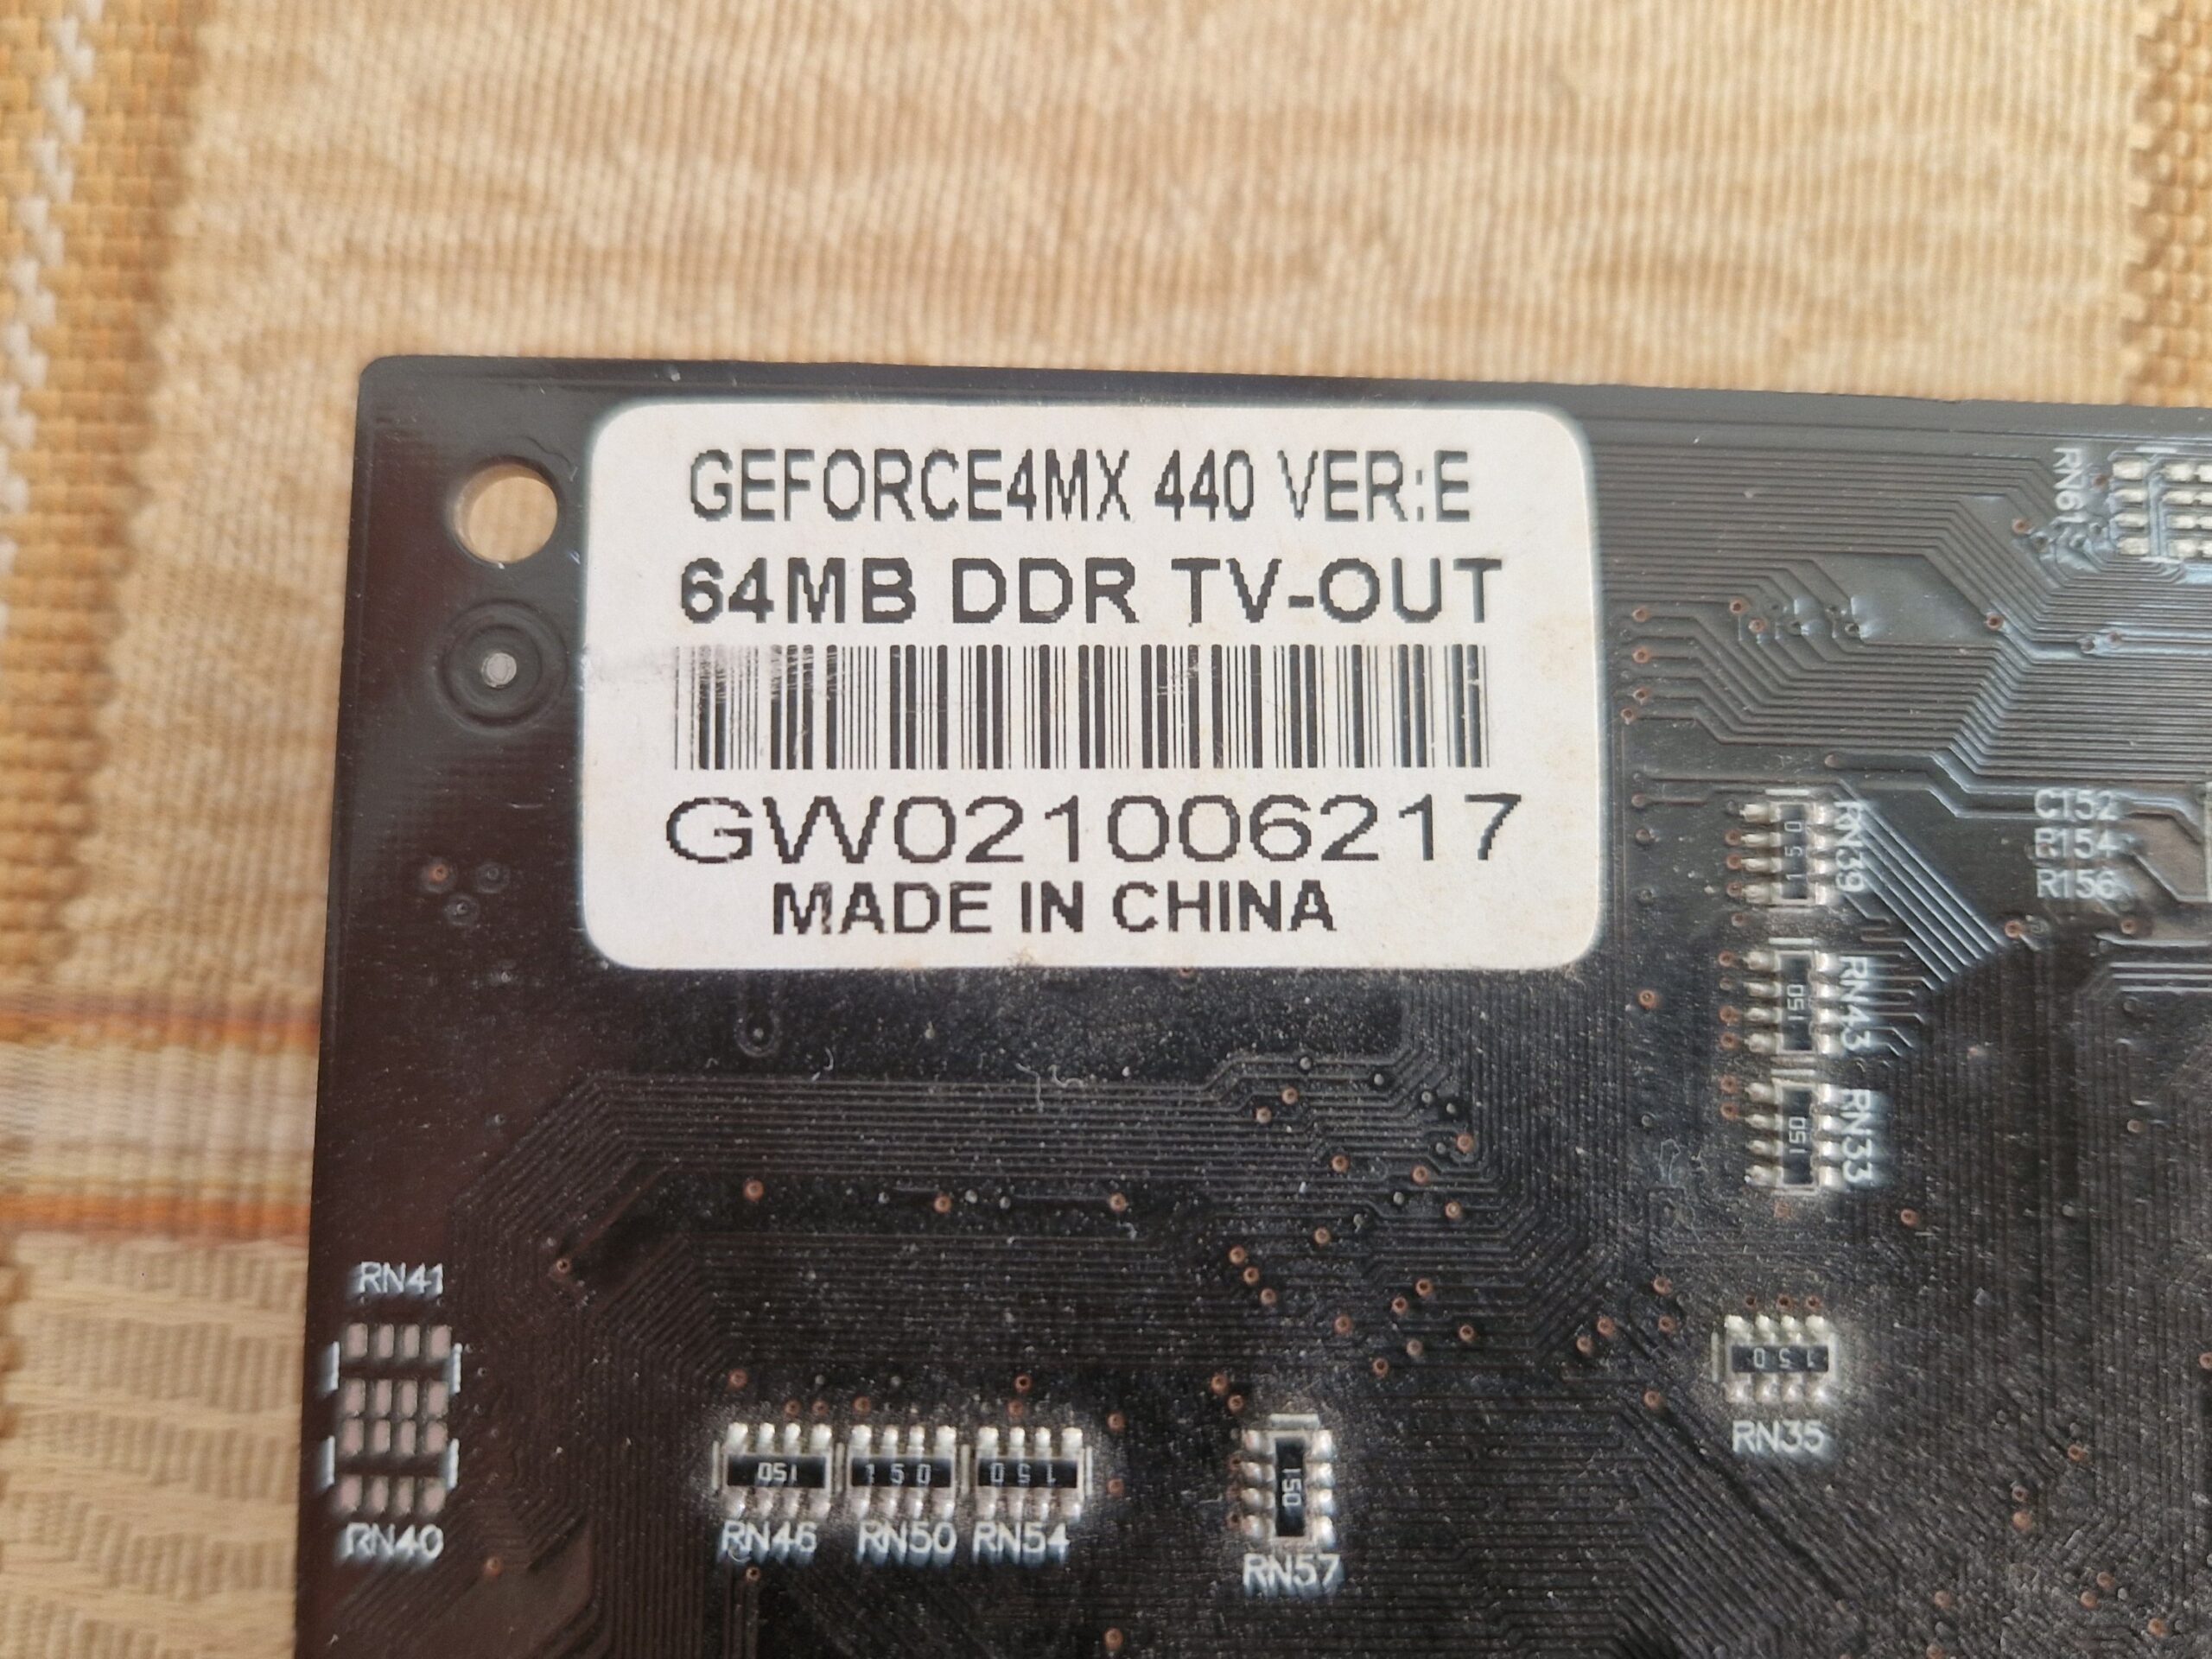 GEFORCE4MX 440 VER:E
64MB DDR TV-OUT
GW021006217
MADE IN CHINA
RN61
C152
R154
R156
RN39
150
RN43
150
RN33
150
RN41
RN40
150
RN35
150
150
150
RN46
RN50
RN54
150
RN57